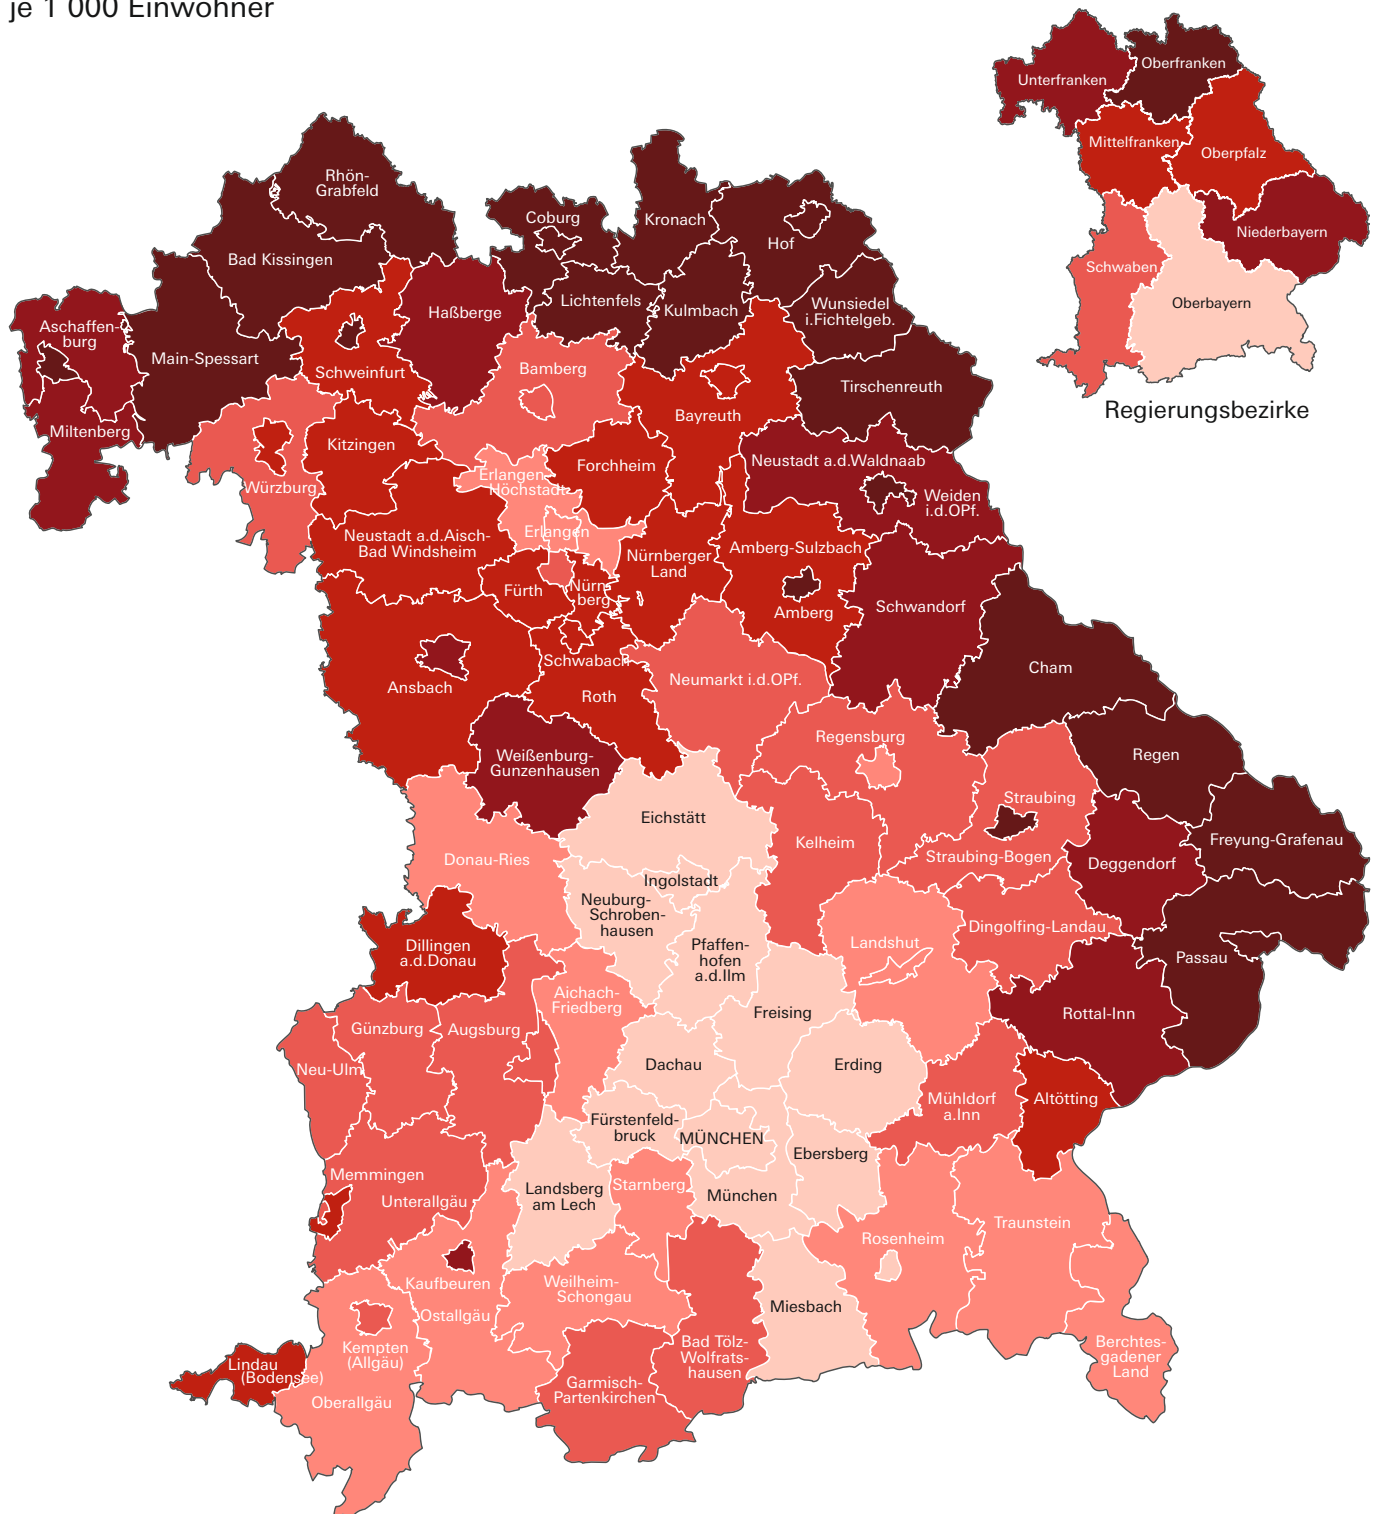 je 1 000 Einwohner
Unterfranken
Oberfranken
Mittelfranken
Oberpfalz
Niederbayern
Schwaben
Oberbayern
Regierungsbezirke
Rhön-
Grabfeld
Bad Kissingen
Coburg
Kronach
Hof
Lichtenfels
Kulmbach
Wunsiedel
i.Fichtelgeb.
Aschaffen-
burg
Main-Spessart
Haßberge
Schweinfurt
Bamberg
Tirschenreuth
Miltenberg
Kitzingen
Bayreuth
Würzburg
Erlangen-
Höchstadt
Forchheim
Neustadt a.d.Waldnaab
Weiden
i.d.OPf.
Neustadt a.d.Aisch-
Bad Windsheim
Erlangen
Nürnberger
Land
Amberg-Sulzbach
Fürth
Nürn-
berg
Amberg
Schwandorf
Ansbach
Schwabach
Roth
Neumarkt i.d.OPf.
Cham
Weißenburg-
Gunzenhausen
Regensburg
Regen
Eichstätt
Straubing
Donau-Ries
Kelheim
Straubing-Bogen
Deggendorf
Freyung-Grafenau
Ingolstadt
Neuburg-
Schroben-
hausen
Dillingen
a.d.Donau
Pfaffen-
hofen
a.d.Ilm
Landshut
Dingolfing-Landau
Passau
Aichach-
Friedberg
Freising
Rottal-Inn
Günzburg
Augsburg
Neu-Ulm
Dachau
Erding
Mühldorf
a.Inn
Altötting
Fürstenfeld-
bruck
MÜNCHEN
Ebersberg
Memmingen
Unterallgäu
Landsberg
am Lech
Starnberg
München
Rosenheim
Traunstein
Kaufbeuren
Weilheim-
Schongau
Miesbach
Ostallgäu
Kempten
(Allgäu)
Lindau
(Bodensee)
Bad Tölz-
Wolfrats-
hausen
Berchtes-
gadener
Land
Garmisch-
Partenkirchen
Oberallgäu